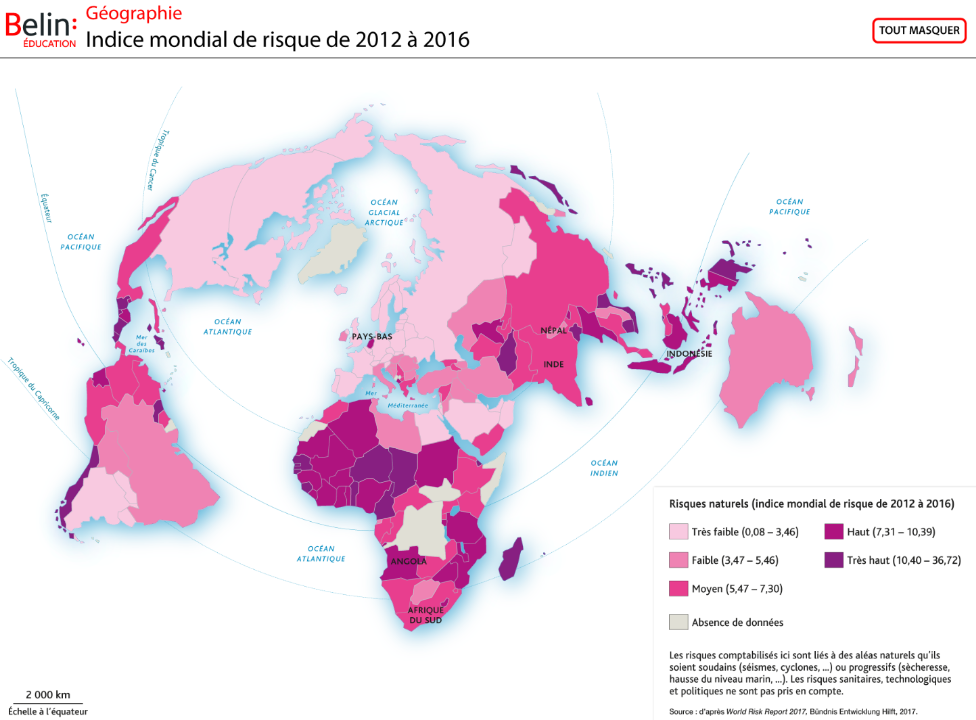 Belin:
ÉDUCATION
Géographie
Indice mondial de risque de 2012 à 2016
TOUT MASQUER
Tropique du Cancer
Équateur
OCÉAN
PACIFIQUE
OCÉAN
GLACIAL
ARCTIQUE
OCÉAN
PACIFIQUE
OCÉAN
ATLANTIQUE
Mer
des
Caraïbes
PAYS-BAS
NÉPAL
INDE
INDONÉSIE
Tropique du Capricorne
Mer
Méditerranée
OCÉAN
INDIEN
OCÉAN
ATLANTIQUE
ANGOLA
AFRIQUE
DU SUD
Risques naturels (indice mondial de risque de 2012 à 2016)
Très faible (0,08 – 3,46)
Haut (7,31 – 10,39)
Faible (3,47 – 5,46)
Très haut (10,40 – 36,72)
Moyen (5,47 – 7,30)
Absence de données
Les risques comptabilisés ici sont liés à des aléas naturels qu'ils
soient soudains (séismes, cyclones, ...) ou progressifs (sècheresse,
hausse du niveau marin, ...). Les risques sanitaires, technologiques
et politiques ne sont pas pris en compte.
Source : d'après World Risk Report 2017, Bündnis Entwicklung Hilft, 2017.
2 000 km
Échelle à l'équateur